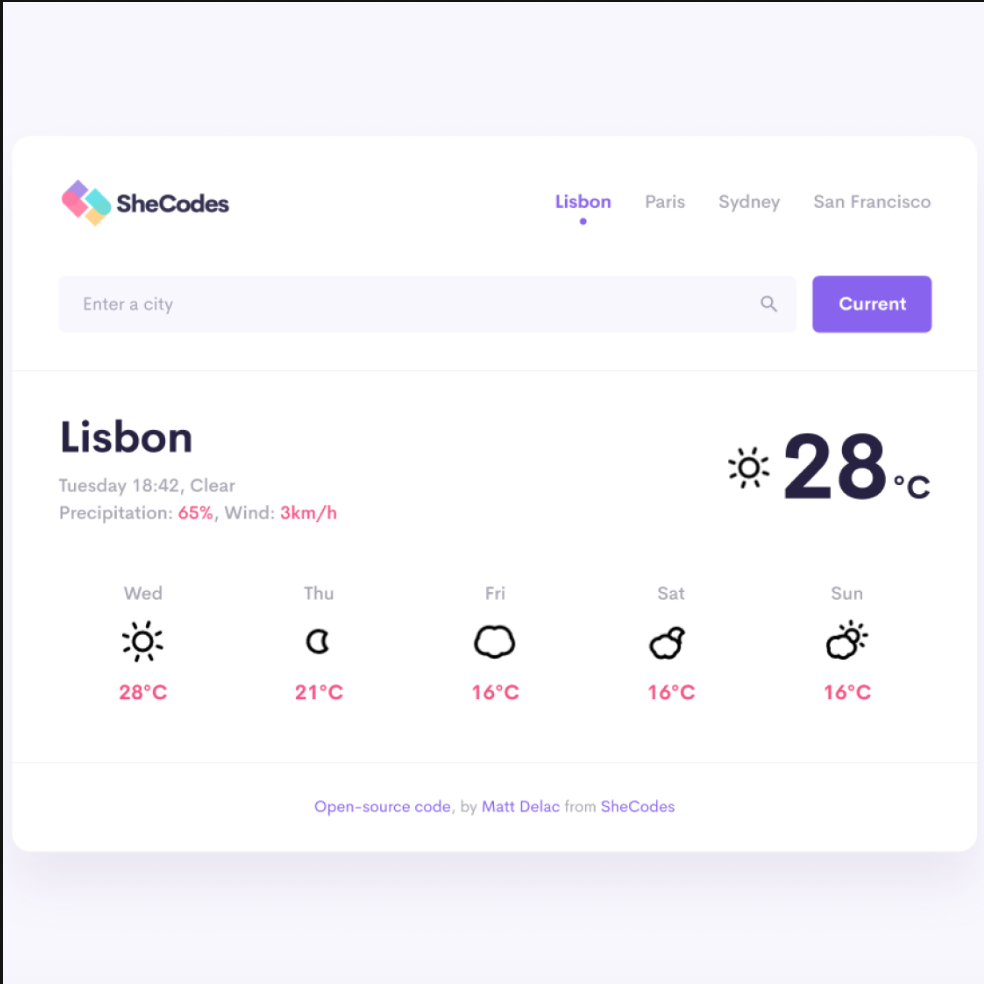 SheCodes
Lisbon Paris Sydney San Francisco
Enter a city
Current
Lisbon
28 °C
Tuesday 18:42, Clear
Precipitation: 65%, Wind: 3km/h
Wed Thu Fri Sat Sun
28°C 21°C 16°C 16°C 16°C
Open-source code, by Matt Delac from SheCodes